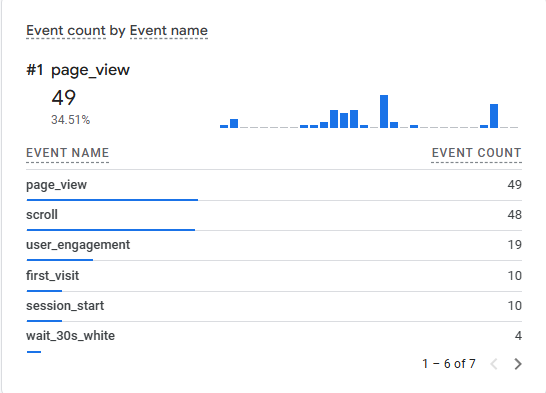 Event count by Event name
#1 page_view
49
34.51%
EVENT NAME EVENT COUNT
page_view 49
scroll 48
user_engagement 19
first_visit 10
session_start 10
wait_30s_white 4
1 – 6 of 7